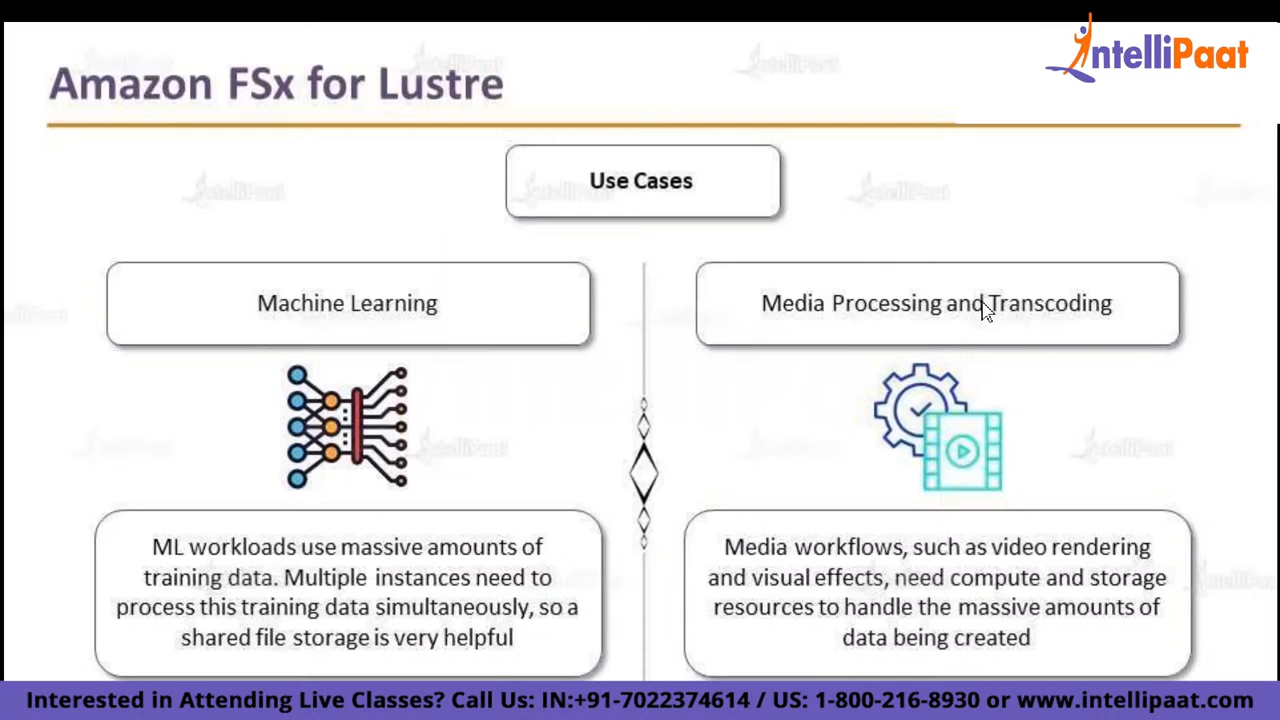 IntelliPaat
Amazon FSx for Lustre
Use Cases
Machine Learning
Media Processing and Transcoding
ML workloads use massive amounts of
training data. Multiple instances need to
process this training data simultaneously, so a
shared file storage is very helpful
Media workflows, such as video rendering
and visual effects, need compute and storage
resources to handle the massive amounts of
data being created
Interested in Attending Live Classes? Call Us: IN:+91-7022374614 / US: 1-800-216-8930 or www.intellipaat.com